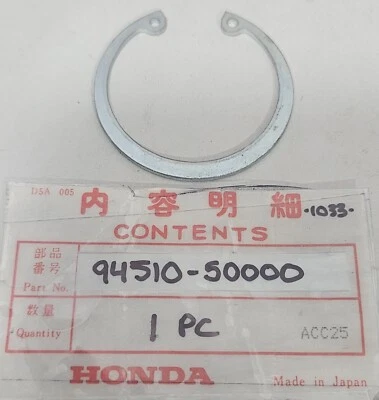 DSA 005
内容明細 -1033-
CONTENTS
部品
番号 94510-50000
Part No.
数量
Quantity 1 PC ACC25
HONDA Made in Japan